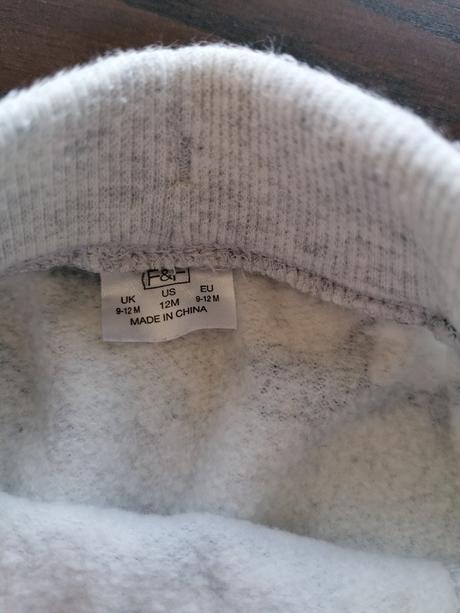 F&F
UK US EU
9-12 M 12M 9-12 M
MADE IN CHINA